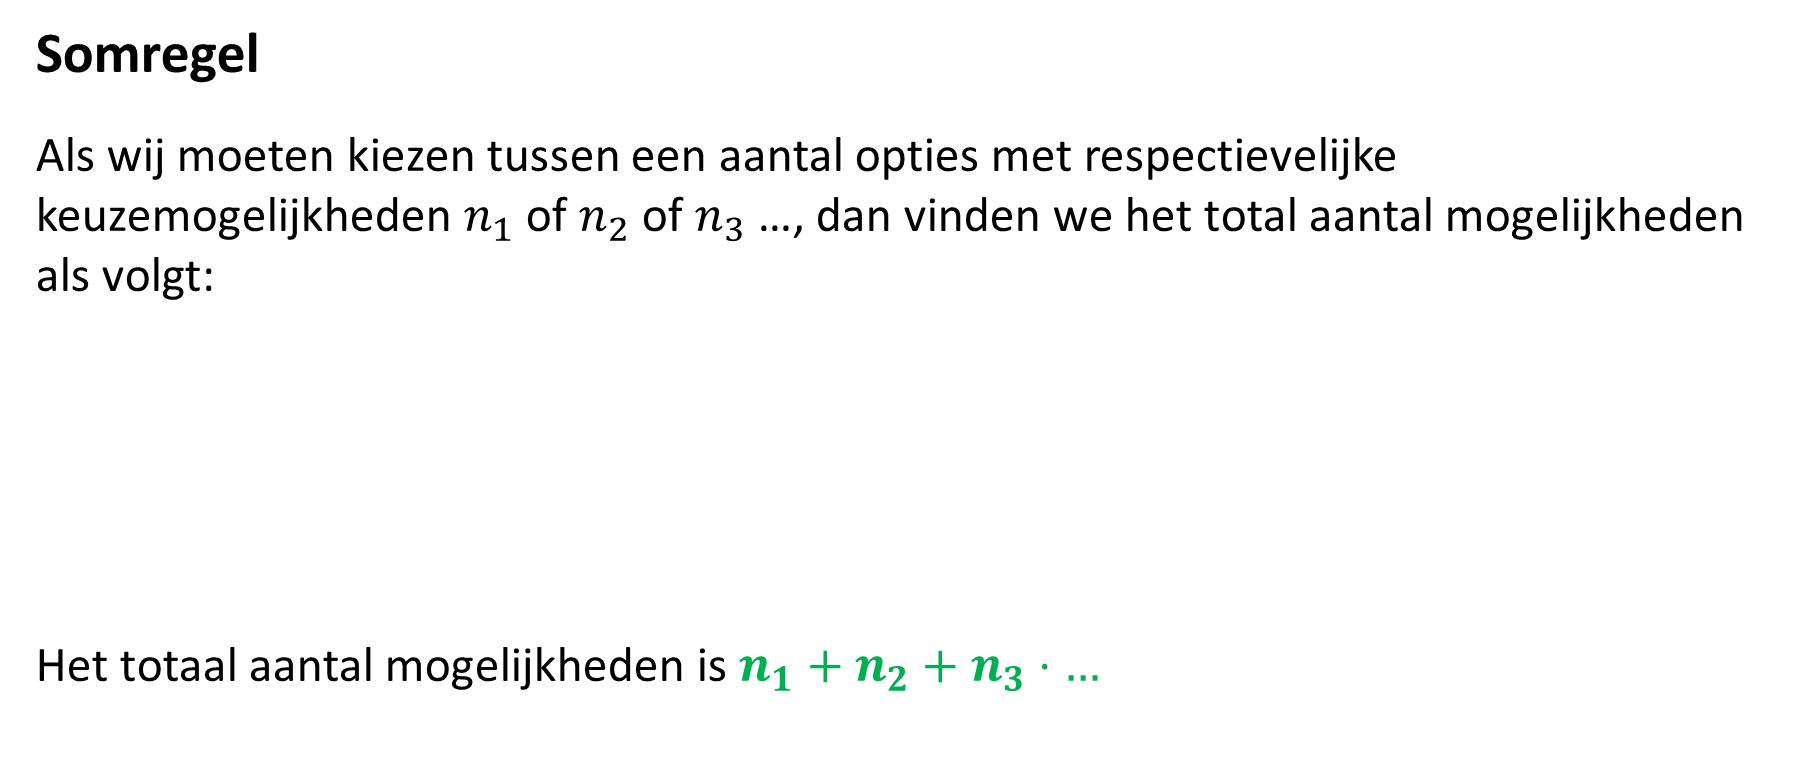 Somregel
Als wij moeten kiezen tussen een aantal opties met respectievelijke
keuzemogelijkheden n₁ of n₂ of n₃ ..., dan vinden we het total aantal mogelijkheden
als volgt:
Het totaal aantal mogelijkheden is n₁ + n₂ + n₃ · ...